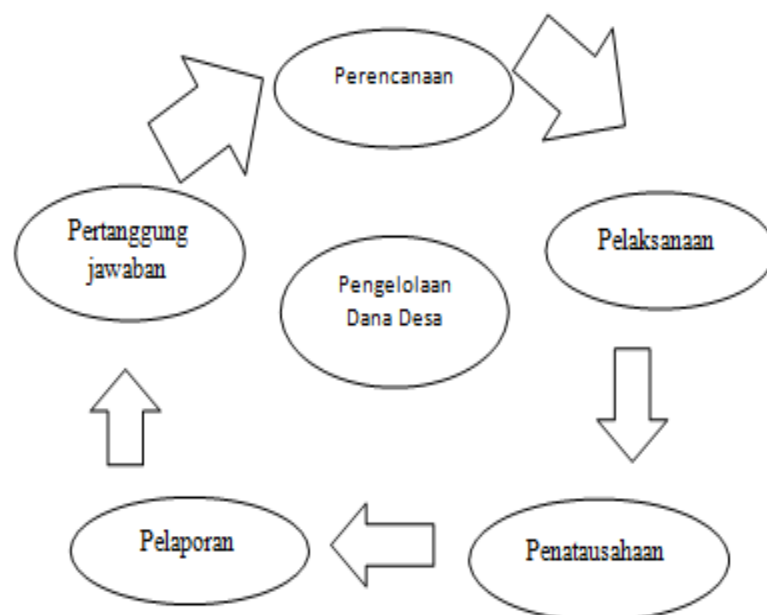 Perencanaan
Pelaksanaan
Penatausahaan
Pelaporan
Pertanggung
jawaban
Pengelolaan
Dana Desa